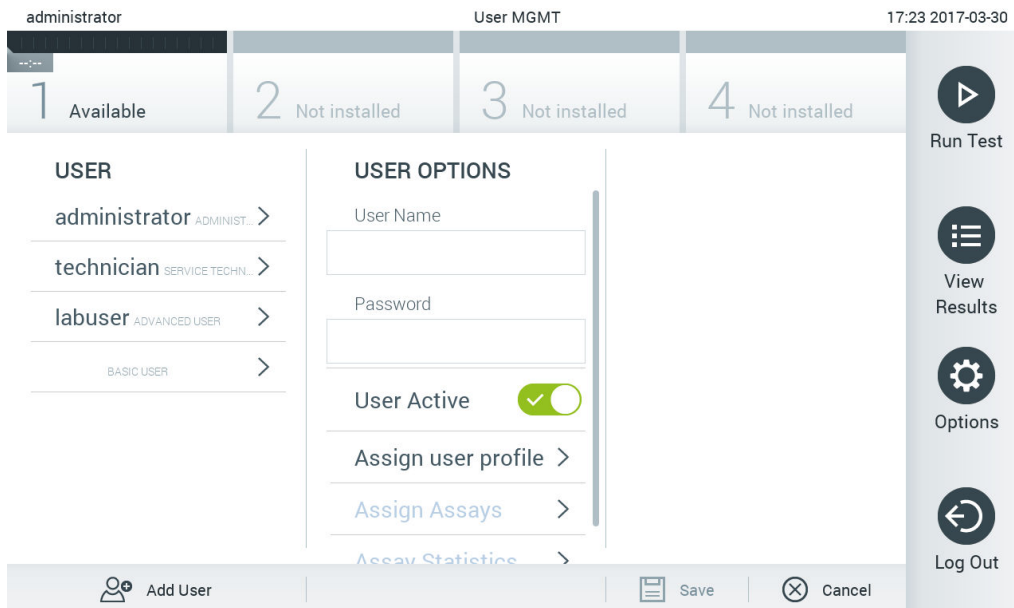 administrator User MGMT 17:23 2017-03-30
--:--
1 Available 2 Not installed 3 Not installed 4 Not installed
Run Test
USER
administrator ADMINIST...
technician SERVICE TECHN...
labuser ADVANCED USER
BASIC USER
USER OPTIONS
User Name
Password
User Active
Assign user profile
Assign Assays
Assay Statistics
View
Results
Options
Log Out
Add User Save Cancel